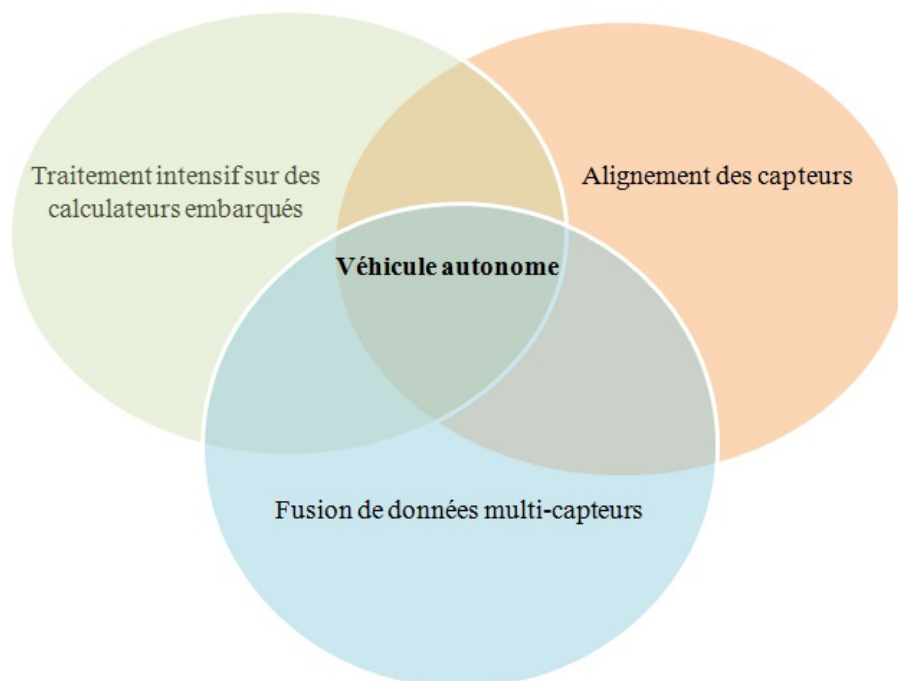 Traitement intensif sur des
calculateurs embarqués
Alignement des capteurs
Véhicule autonome
Fusion de données multi-capteurs